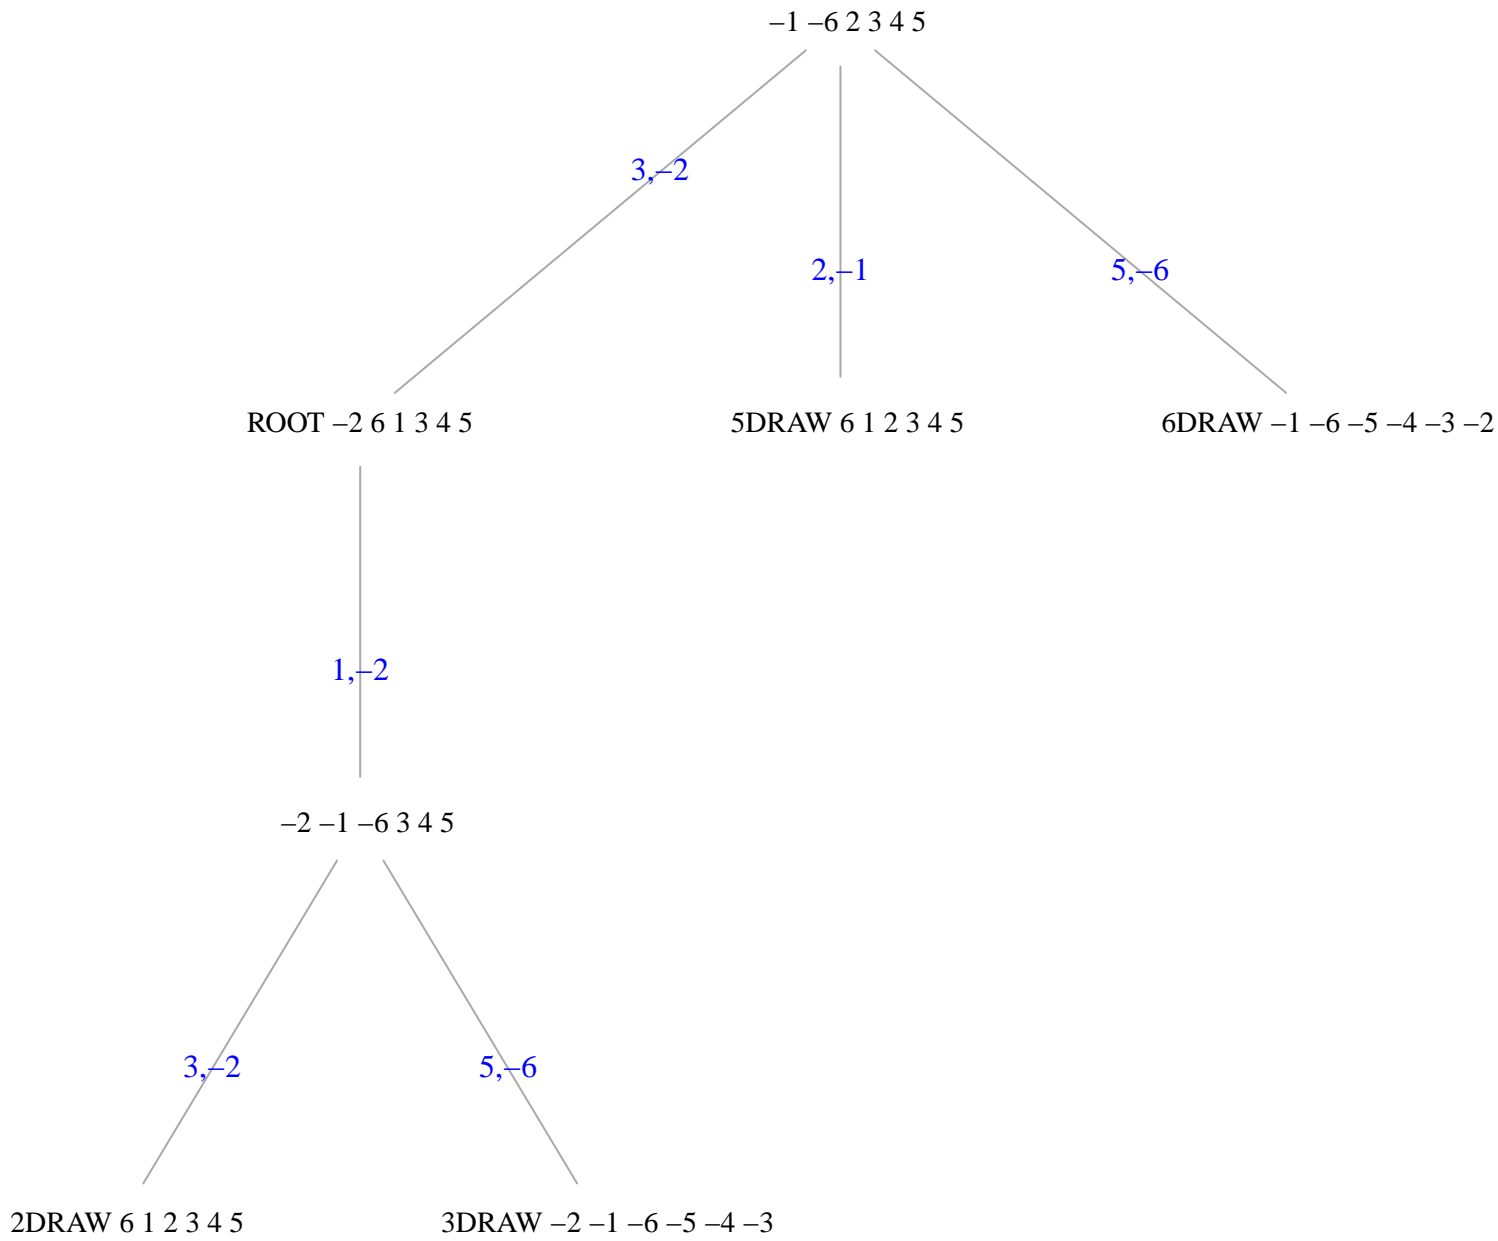 –1 –6 2 3 4 5
3,–2
2,–1
5,–6
ROOT –2 6 1 3 4 5
5DRAW 6 1 2 3 4 5
6DRAW –1 –6 –5 –4 –3 –2
1,–2
–2 –1 –6 3 4 5
3,–2
5,–6
2DRAW 6 1 2 3 4 5
3DRAW –2 –1 –6 –5 –4 –3